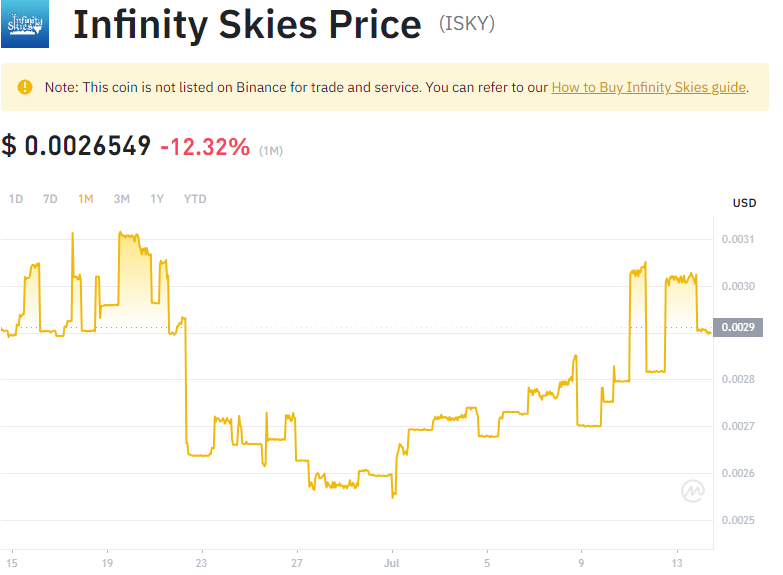 Infinity Skies
Infinity Skies Price (ISKY)
Note: This coin is not listed on Binance for trade and service. You can refer to our How to Buy Infinity Skies guide.
$ 0.0026549 -12.32% (1M)
1D 7D 1M 3M 1Y YTD
USD
0.0031
0.0030
0.0029
0.0028
0.0027
0.0026
0.0025
15 19 23 27 Jul 5 9 13